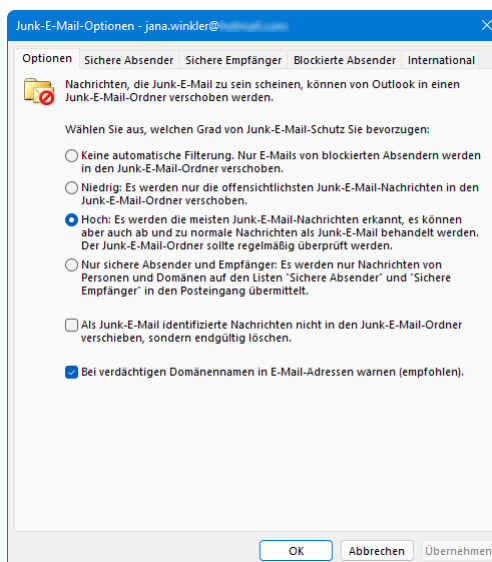 Junk-E-Mail-Optionen - jana.winkler@
Optionen Sichere Absender Sichere Empfänger Blockierte Absender International
Nachrichten, die Junk-E-Mail zu sein scheinen, können von Outlook in einen
Junk-E-Mail-Ordner verschoben werden.
Wählen Sie aus, welchen Grad von Junk-E-Mail-Schutz Sie bevorzugen:
Keine automatische Filterung. Nur E-Mails von blockierten Absendern werden
in den Junk-E-Mail-Ordner verschoben.
Niedrig: Es werden nur die offensichtlichsten Junk-E-Mail-Nachrichten in den
Junk-E-Mail-Ordner verschoben.
Hoch: Es werden die meisten Junk-E-Mail-Nachrichten erkannt, es können
aber auch ab und zu normale Nachrichten als Junk-E-Mail behandelt werden.
Der Junk-E-Mail-Ordner sollte regelmäßig überprüft werden.
Nur sichere Absender und Empfänger: Es werden nur Nachrichten von
Personen und Domänen auf den Listen "Sichere Absender" und "Sichere
Empfänger" in den Posteingang übermittelt.
Als Junk-E-Mail identifizierte Nachrichten nicht in den Junk-E-Mail-Ordner
verschieben, sondern endgültig löschen.
Bei verdächtigen Domänennamen in E-Mail-Adressen warnen (empfohlen).
OK Abbrechen Übernehmen